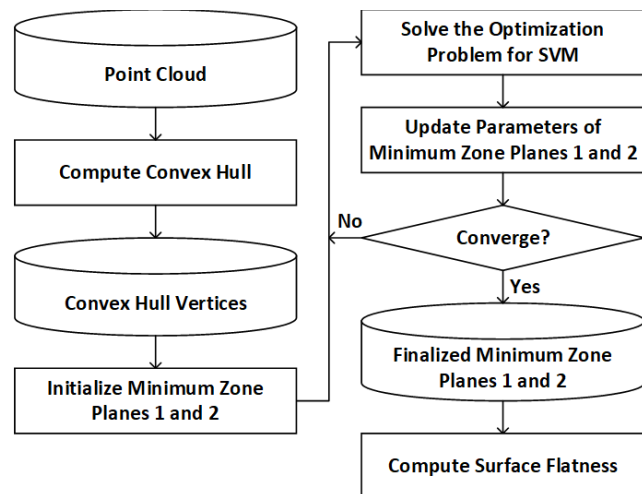 Point Cloud
Compute Convex Hull
Convex Hull Vertices
Initialize Minimum Zone
Planes 1 and 2
Solve the Optimization
Problem for SVM
Update Parameters of
Minimum Zone Planes 1 and 2
No
Converge?
Yes
Finalized Minimum Zone
Planes 1 and 2
Compute Surface Flatness